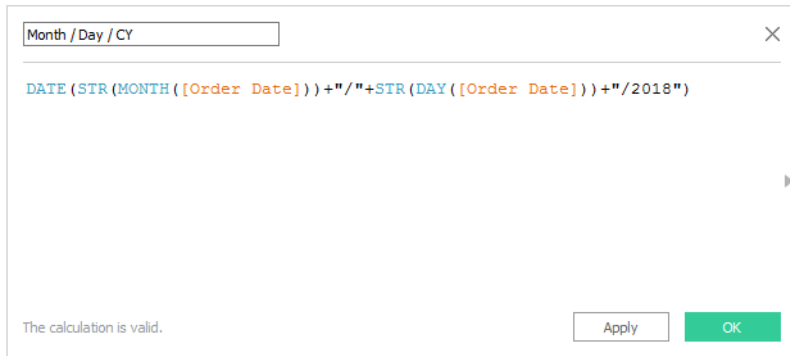 Month / Day / CY
DATE(STR(MONTH([Order Date]))+"/"+STR(DAY([Order Date]))+"/2018")
The calculation is valid.
Apply
OK